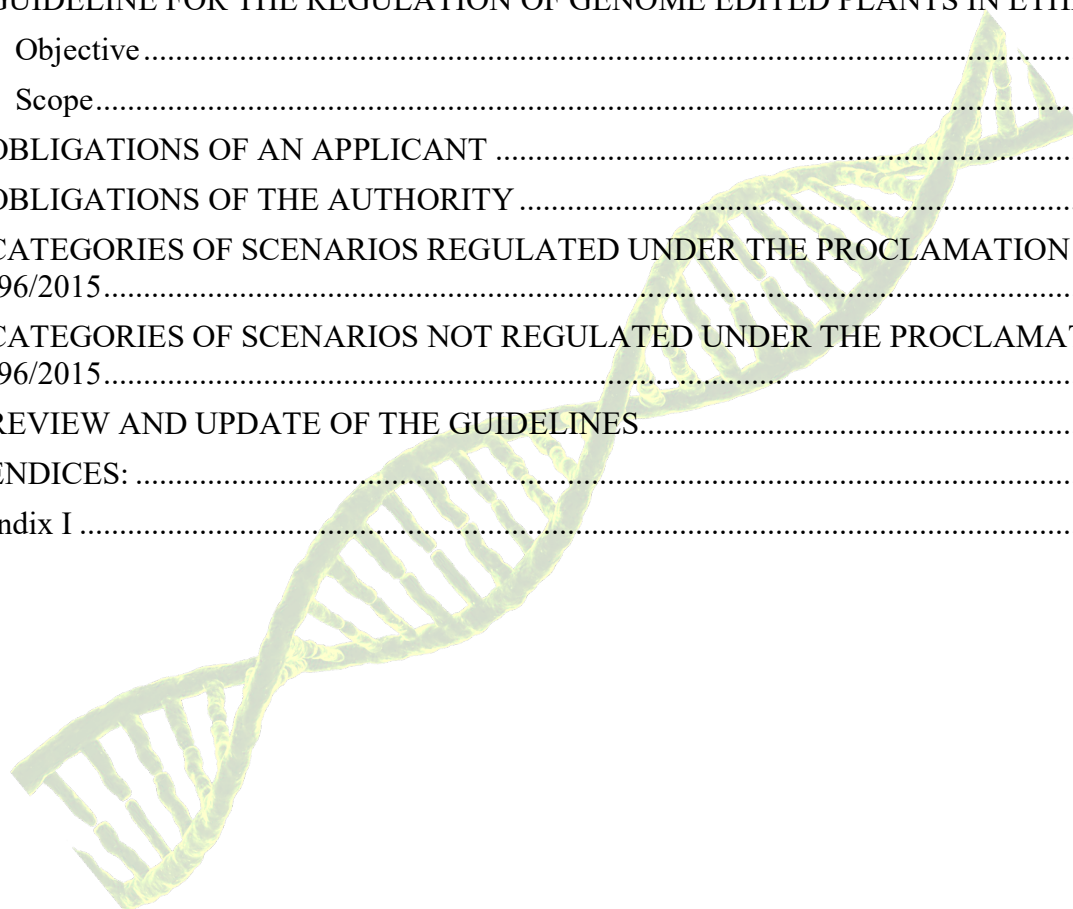 GUIDELINE FOR THE REGULATION OF GENOME EDITED PLANTS IN
Objective
Scope
OBLIGATIONS OF AN APPLICANT
OBLIGATIONS OF THE AUTHORITY
CATEGORIES OF SCENARIOS REGULATED UNDER THE PROCLAMATION
96/2015
CATEGORIES OF SCENARIOS NOT REGULATED UNDER THE
96/2015
REVIEW AND UPDATE OF THE GUIDELINES
ENDICES:
ndix I